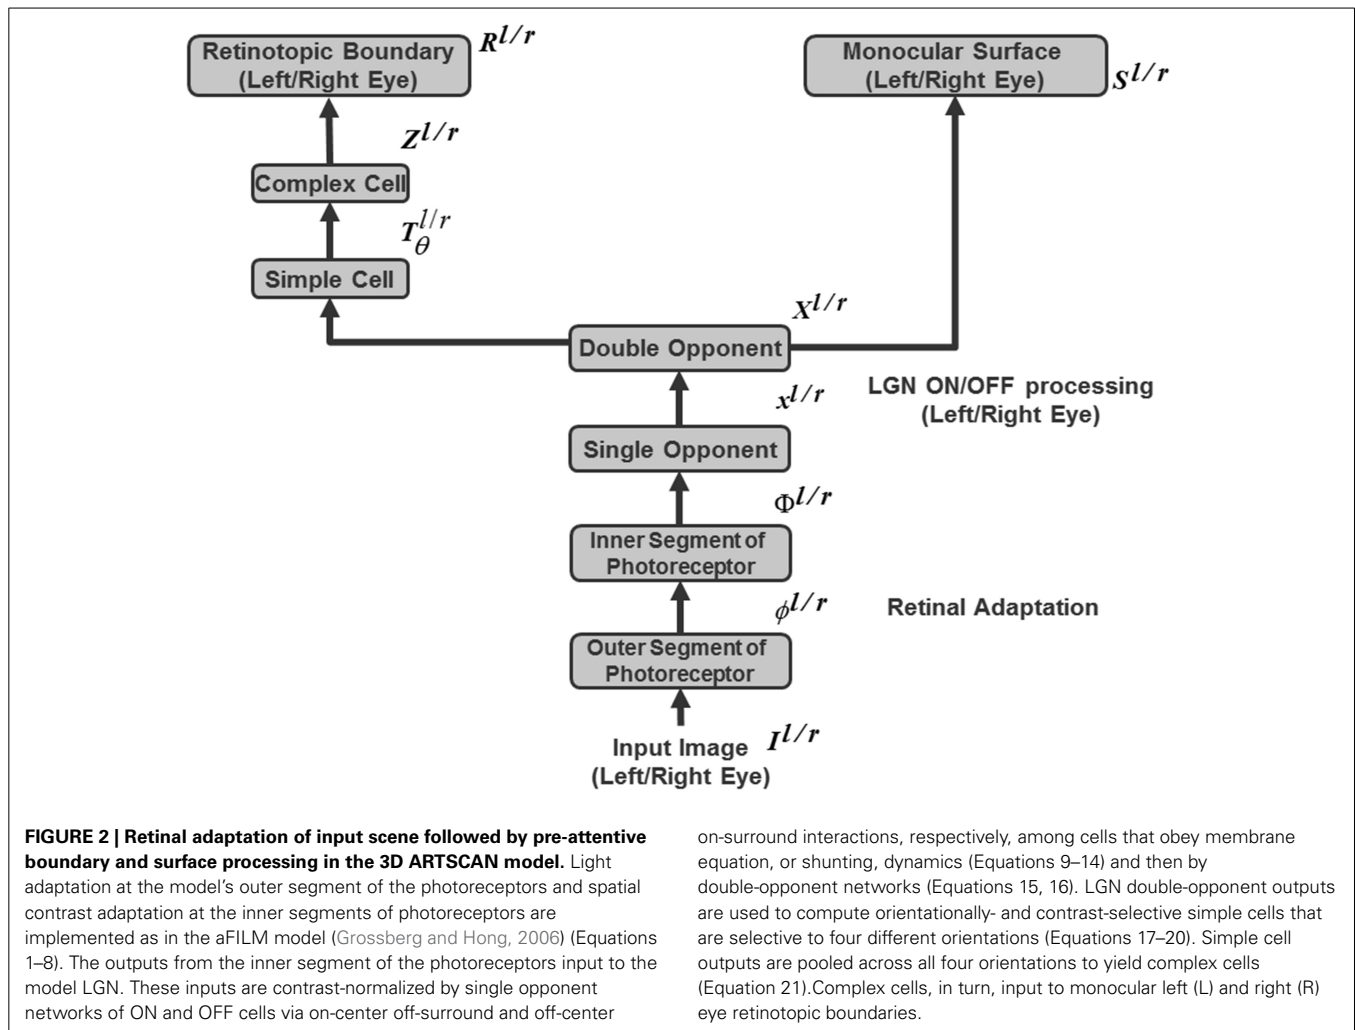 Retinotopic Boundary
(Left/Right Eye)
R^{l/r}
Monocular Surface
(Left/Right Eye)
S^{l/r}
Z^{l/r}
Complex Cell
T_θ^{l/r}
Simple Cell
X^{l/r}
Double Opponent
LGN ON/OFF processing
(Left/Right Eye)
x^{l/r}
Single Opponent
Φ^{l/r}
Inner Segment of
Photoreceptor
ϕ^{l/r}
Retinal Adaptation
Outer Segment of
Photoreceptor
Input Image
(Left/Right Eye)
I^{l/r}
FIGURE 2 | Retinal adaptation of input scene followed by pre-attentive
boundary and surface processing in the 3D ARTSCAN model. Light
adaptation at the model's outer segment of the photoreceptors and spatial
contrast adaptation at the inner segments of photoreceptors are
implemented as in the aFILM model (Grossberg and Hong, 2006) (Equations
1–8). The outputs from the inner segment of the photoreceptors input to the
model LGN. These inputs are contrast-normalized by single opponent
networks of ON and OFF cells via on-center off-surround and off-center
on-surround interactions, respectively, among cells that obey membrane
equation, or shunting, dynamics (Equations 9–14) and then by
double-opponent networks (Equations 15, 16). LGN double-opponent outputs
are used to compute orientationally- and contrast-selective simple cells that
are selective to four different orientations (Equations 17–20). Simple cell
outputs are pooled across all four orientations to yield complex cells
(Equation 21).Complex cells, in turn, input to monocular left (L) and right (R)
eye retinotopic boundaries.